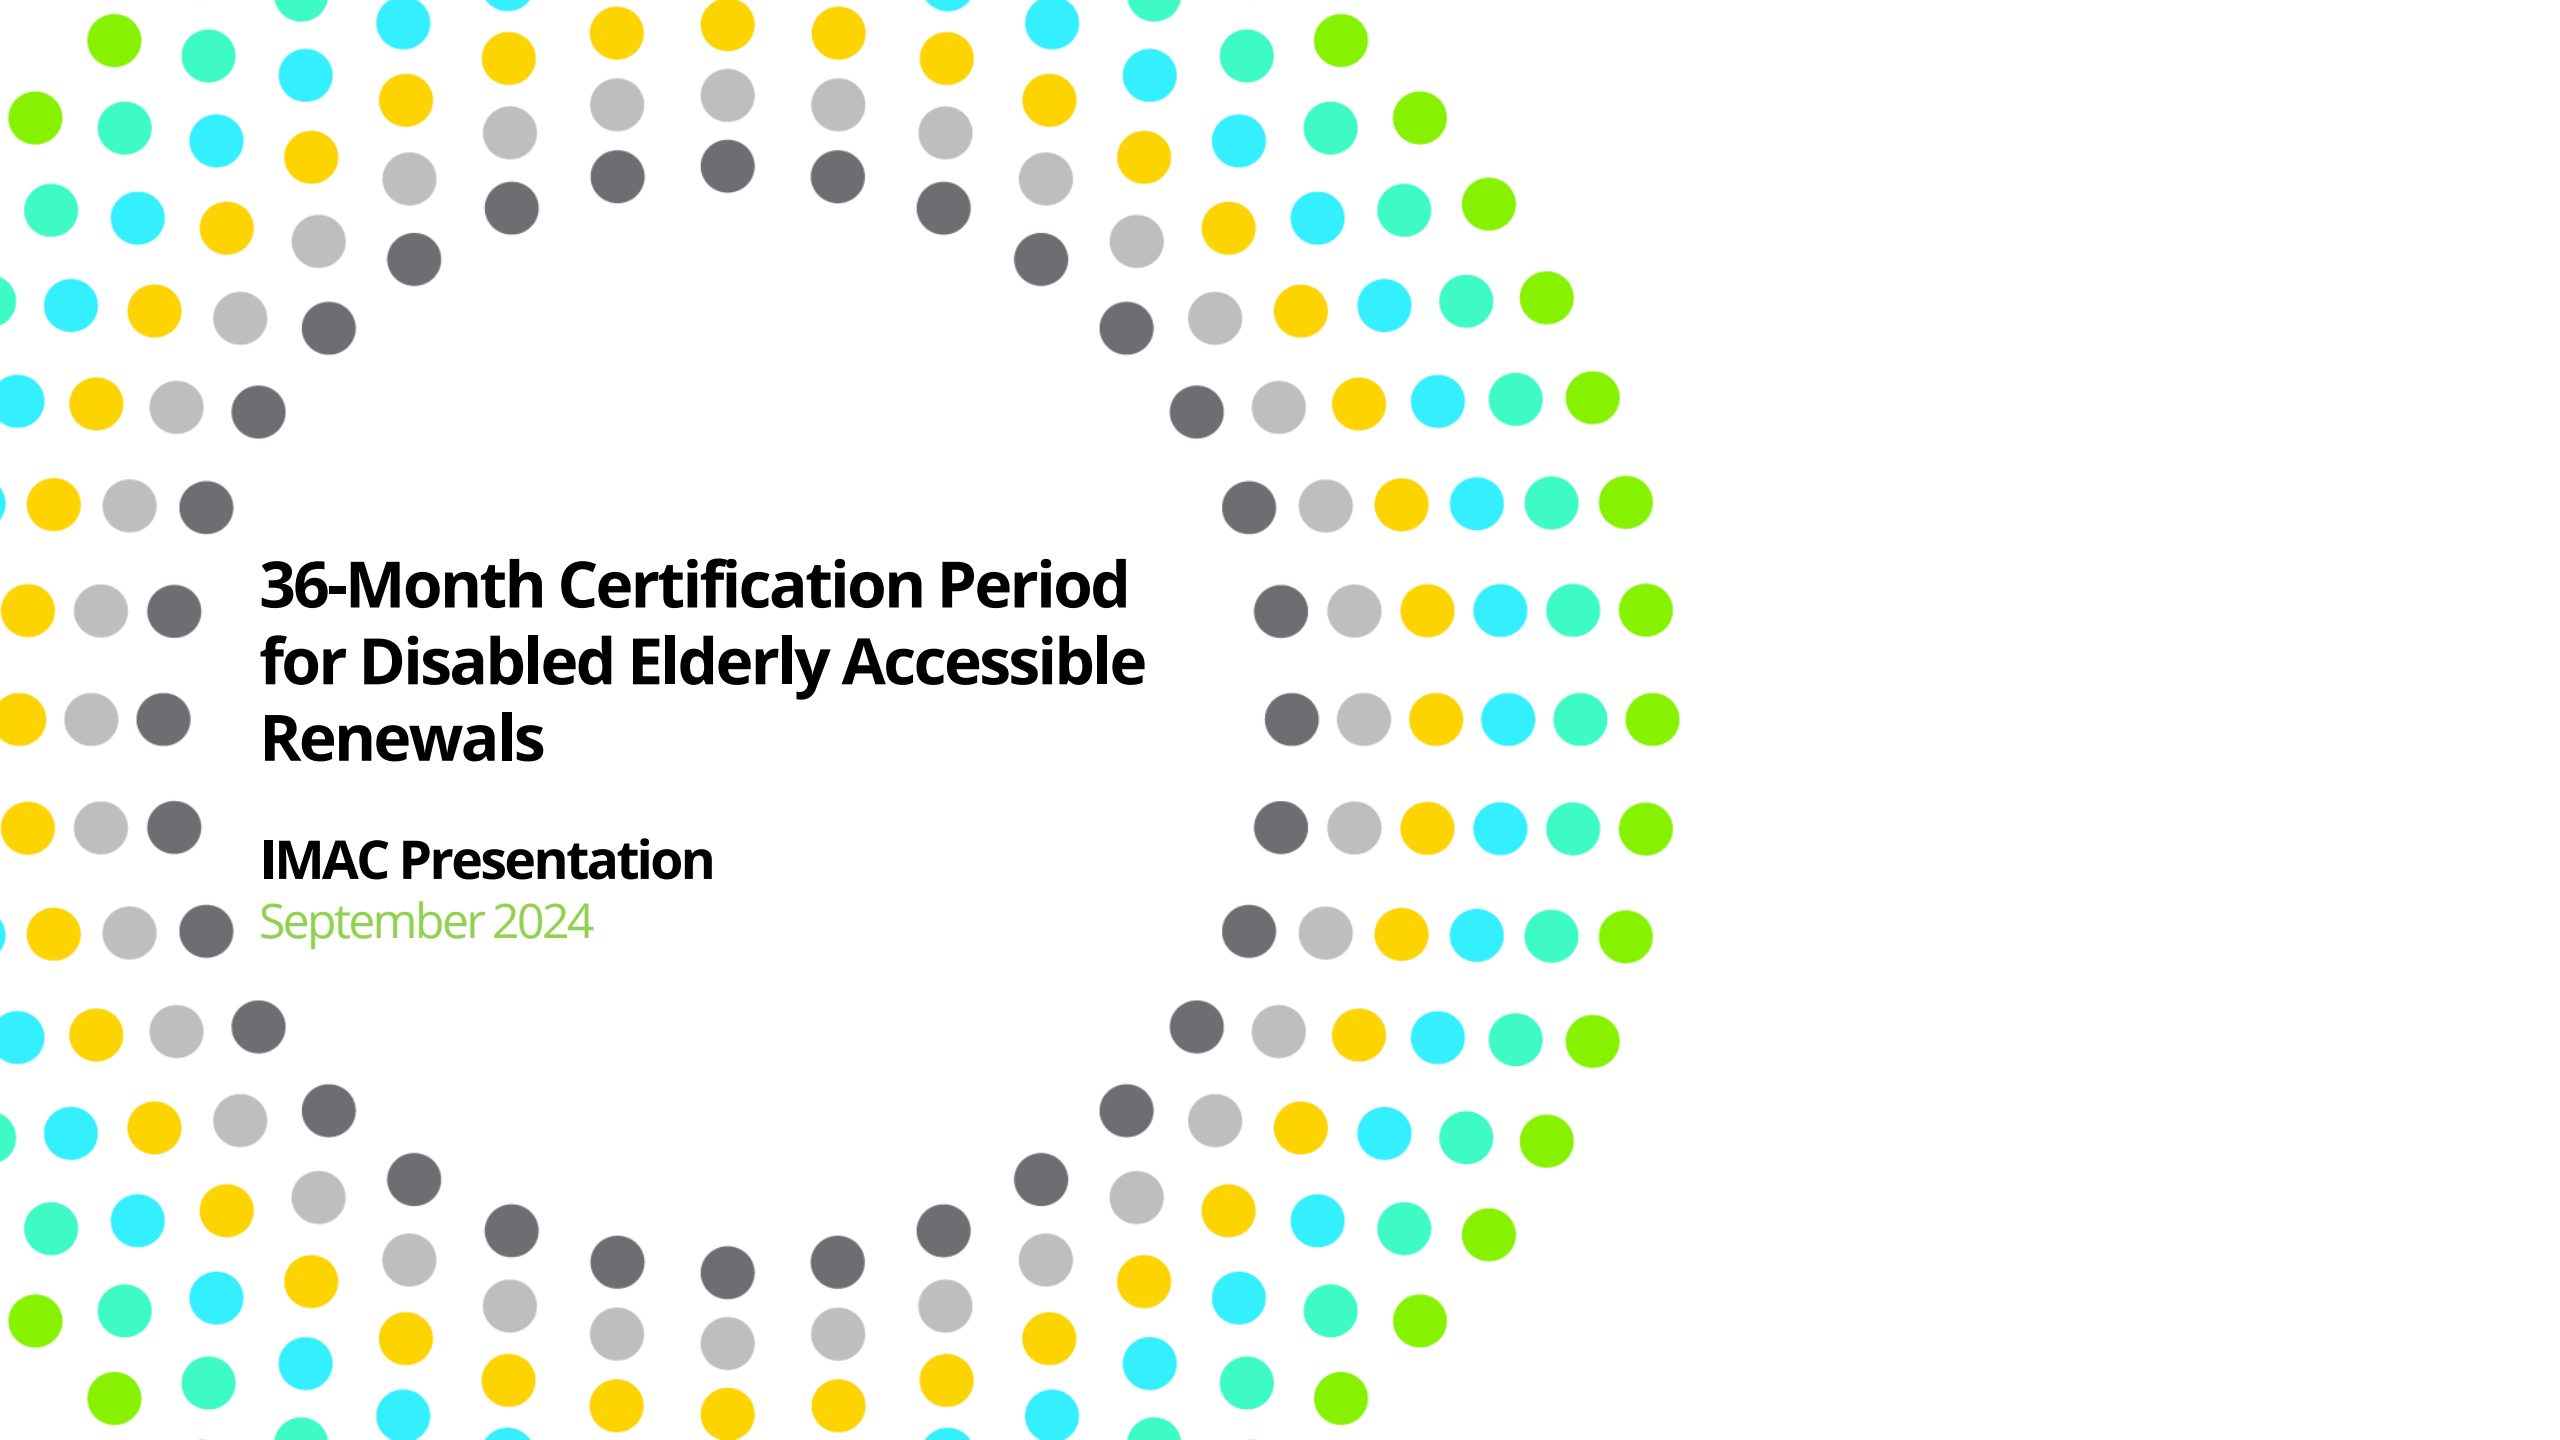 36-Month Certification Period
for Disabled Elderly Accessible
Renewals
IMAC Presentation
September 2024